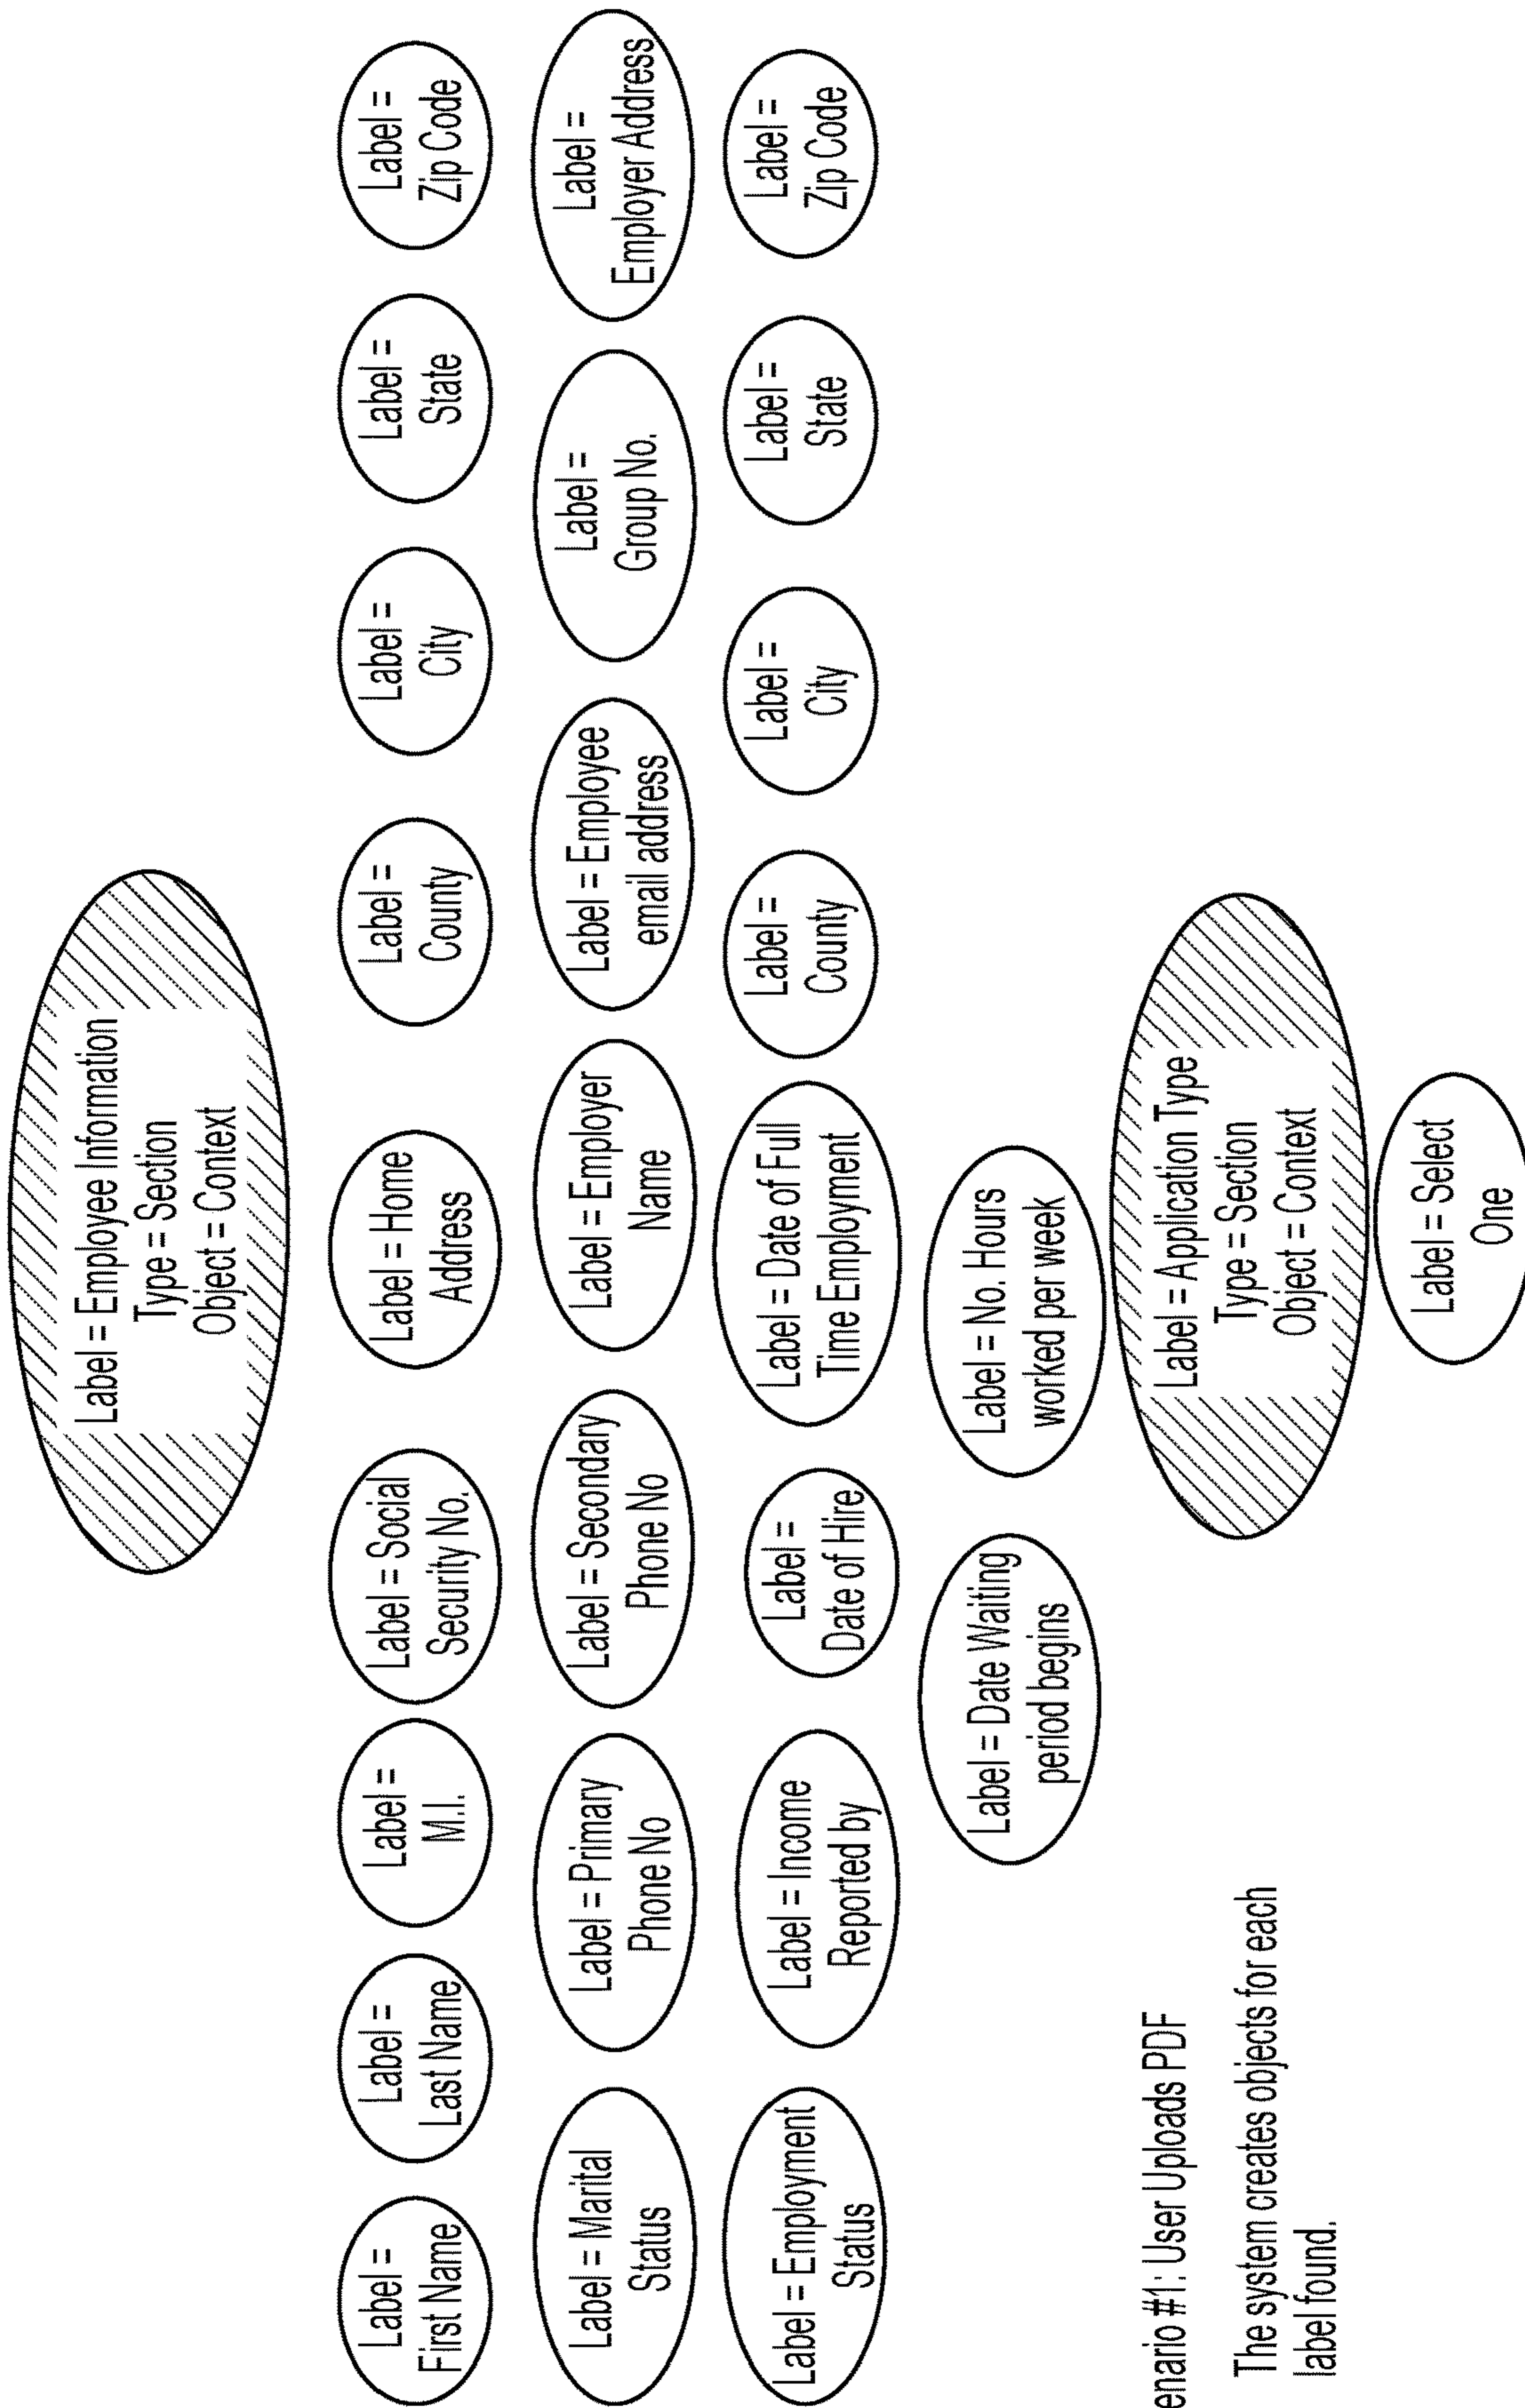 Label = Employee Information
Type = Section
Object = Context
Label =
First Name
Label =
Last Name
Label =
M.I.
Label = Social
Security No.
Label = Home
Address
Label =
County
Label =
City
Label =
State
Label =
Zip Code
Label = Marital
Status
Label = Primary
Phone No
Label = Secondary
Phone No
Label = Employer
Name
Label = Employee
email address
Label =
Group No.
Label =
Employer Address
Label = Employment
Status
Label = Income
Reported by
Label =
Date of Hire
Label = Date of Full
Time Employment
Label =
County
Label =
City
Label =
State
Label =
Zip Code
Label = Date Waiting
period begins
Label = No. Hours
worked per week
enario #1: User Uploads PDF
The system creates objects for each
label found.
Label = Application Type
Type = Section
Object = Context
Label = Select
One